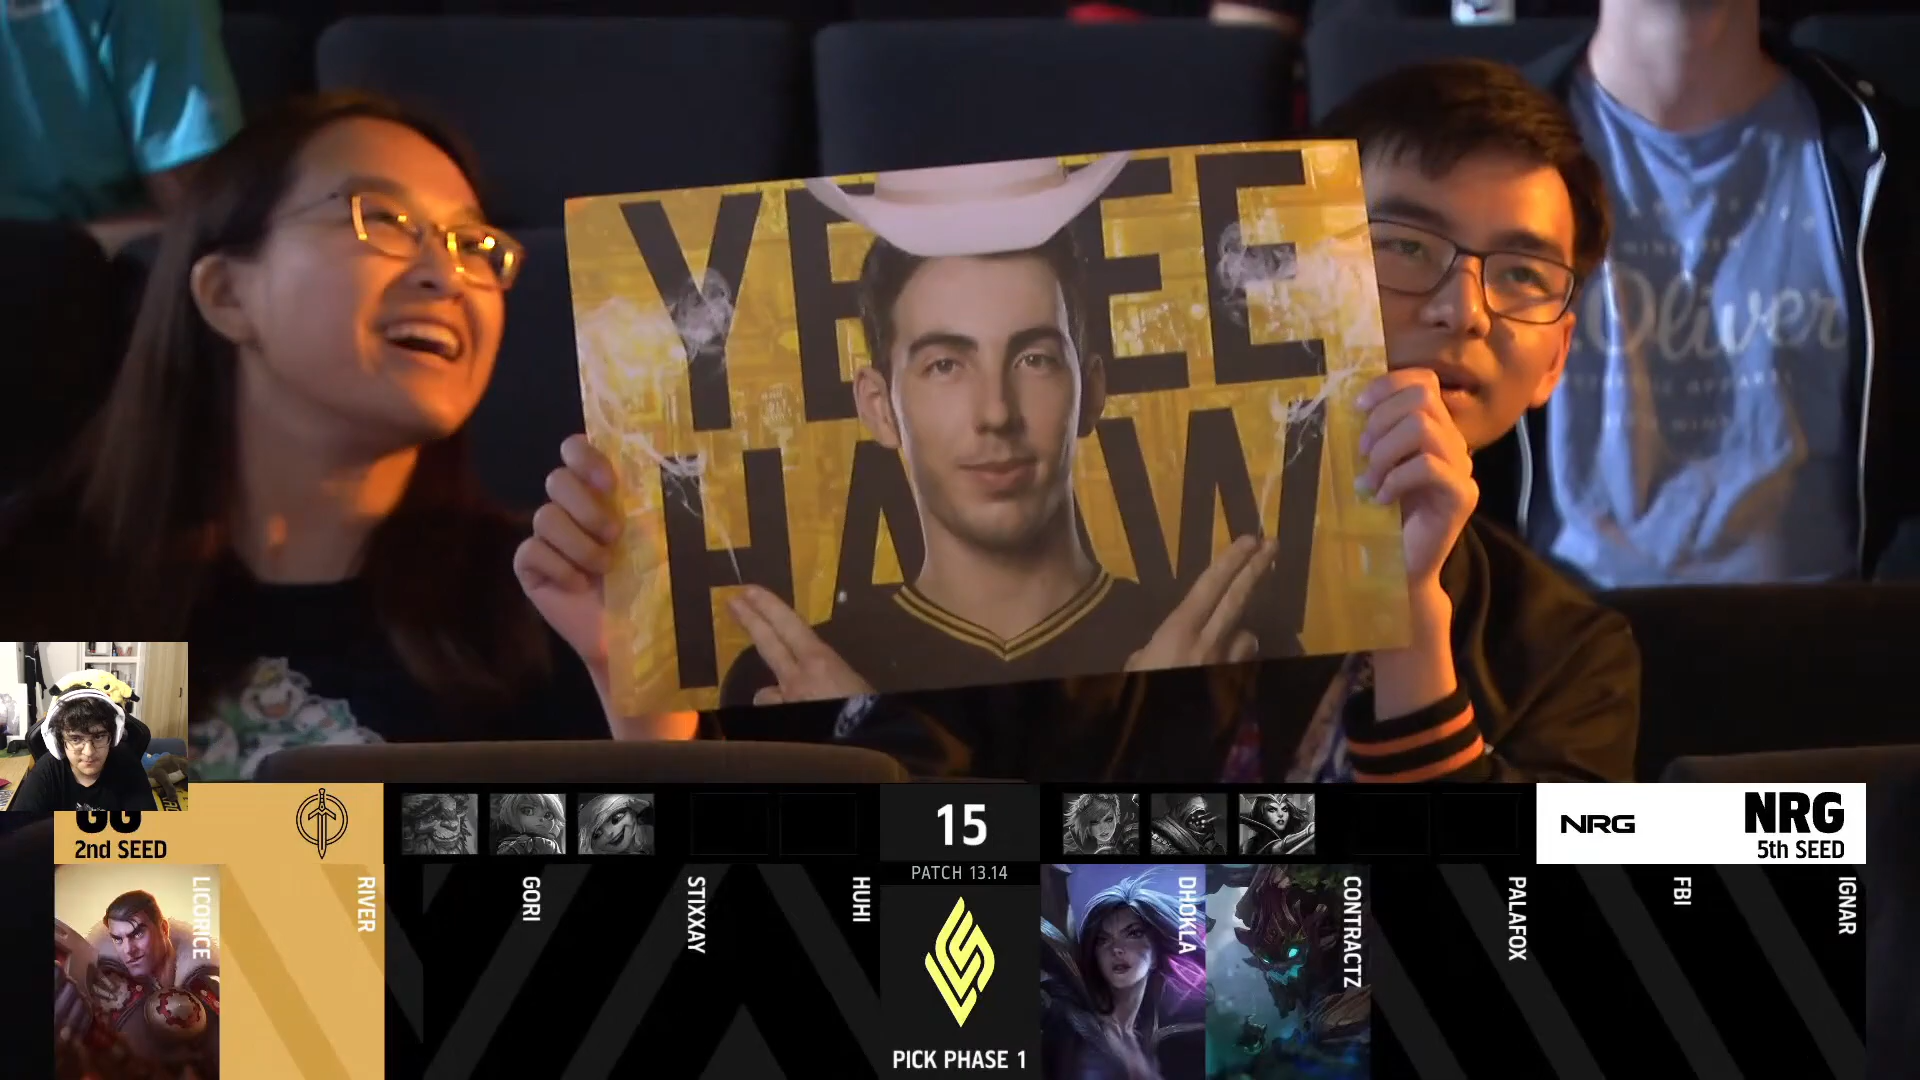 YEEE
HAW
Oliver
GG
2nd SEED
15
PATCH 13.14
PICK PHASE 1
NRG
NRG
5th SEED
LICORICE
RIVER
GORI
STIXXAY
HUHI
DHOKLA
CONTRACTZ
PALAFOX
FBI
IGNAR